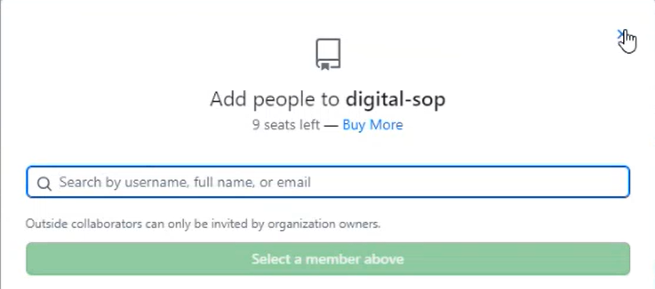 Add people to digital-sop
9 seats left — Buy More
Search by username, full name, or email
Outside collaborators can only be invited by organization owners.
Select a member above